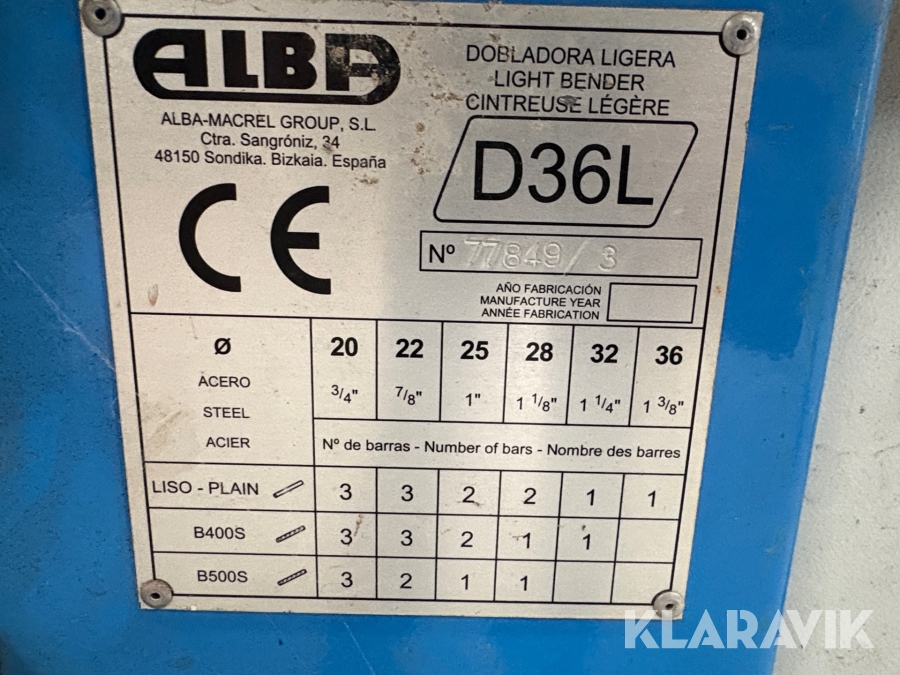 ALBA
ALBA-MACREL GROUP, S.L.
Ctra. Sangróniz, 34
48150 Sondika. Bizkaia. España
CE
DOBLADORA LIGERA
LIGHT BENDER
CINTREUSE LÉGÈRE
D36L
Nº 77849/3
AÑO FABRICACIÓN
MANUFACTURE YEAR
ANNÉE FABRICATION
Ø 20 22 25 28 32 36
ACERO 3/4" 7/8" 1" 1 1/8" 1 1/4" 1 3/8"
STEEL
ACIER Nº de barras - Number of bars - Nombre des barres
LISO - PLAIN 3 3 2 2 1 1
B400S 3 3 2 1 1
B500S 3 2 1 1
KLARAVIK